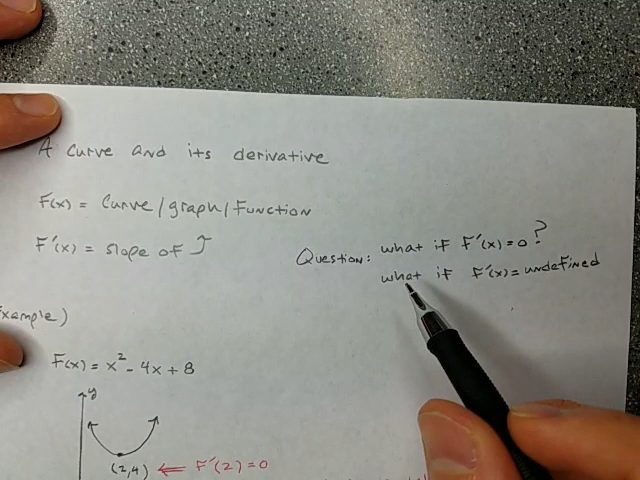 A curve and its derivative
F(x) = Curve/graph/Function
F'(x) = slope of ↑
Question: what if F'(x)=0?
what if F'(x)= undefined
xample)
F(x) = x² - 4x + 8
y
(2,4) ⇐ F'(2)=0